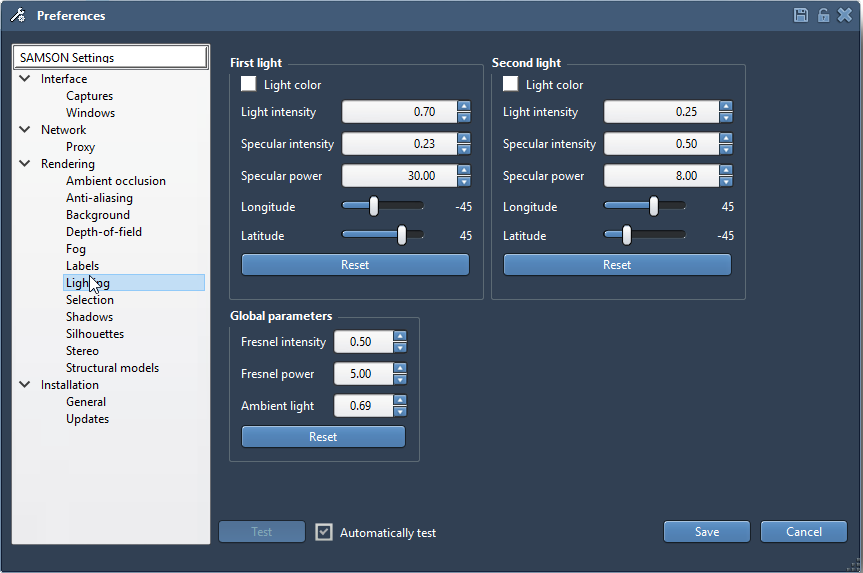 Preferences
SAMSON Settings
Interface
Captures
Windows
Network
Proxy
Rendering
Ambient occlusion
Anti-aliasing
Background
Depth-of-field
Fog
Labels
Lighting
Selection
Shadows
Silhouettes
Stereo
Structural models
Installation
General
Updates
First light
Light color
Light intensity 0.70
Specular intensity 0.23
Specular power 30.00
Longitude -45
Latitude 45
Reset
Second light
Light color
Light intensity 0.25
Specular intensity 0.50
Specular power 8.00
Longitude 45
Latitude -45
Reset
Global parameters
Fresnel intensity 0.50
Fresnel power 5.00
Ambient light 0.69
Reset
Test Automatically test Save Cancel